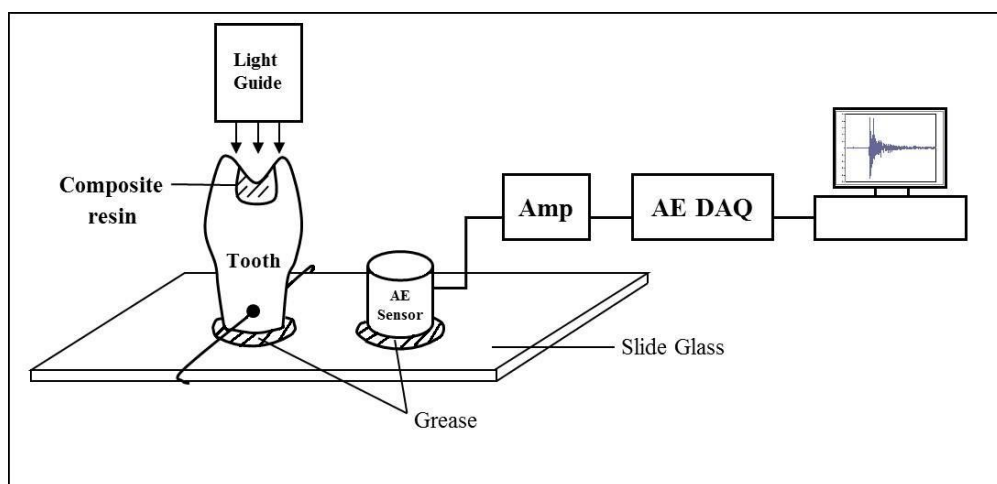 Light
Guide
Composite
resin
Tooth
AE
Sensor
Amp
AE DAQ
Slide Glass
Grease